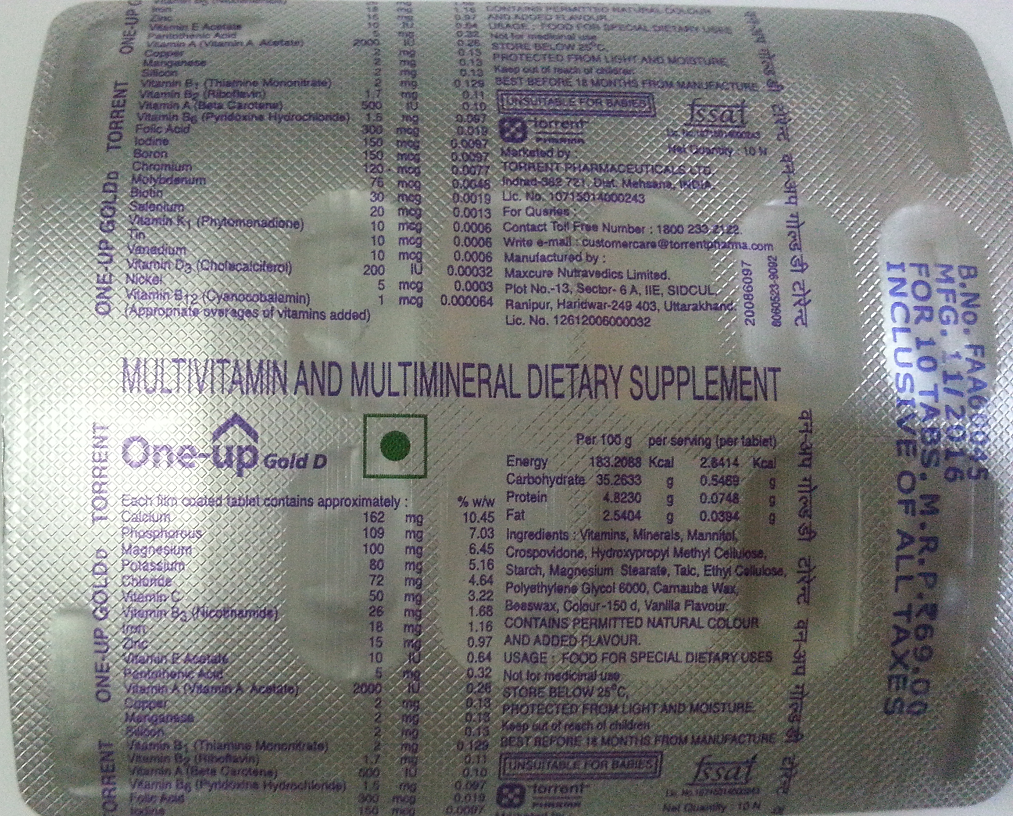 Iron 18 mg 1.16
Zinc 15 mg 0.97
Vitamin E Acetate 10 IU 0.64
Pantothenic Acid 5 mg 0.32
Vitamin A (Vitamin A Acetate) 2000 IU 0.26
Copper 2 mg 0.13
Manganese 2 mg 0.13
Silicon 2 mg 0.13
Vitamin B1 (Thiamine Mononitrate) 2 mg 0.129
Vitamin B2 (Riboflavin) 1.7 mg 0.11
Vitamin A (Beta Carotene) 500 IU 0.10
Vitamin B6 (Pyridoxine Hydrochloride) 1.5 mg 0.097
Folic Acid 300 mcg 0.019
Iodine 150 mcg 0.0097
Boron 150 mcg 0.0097
Chromium 120 mcg 0.0077
Molybdenum 75 mcg 0.0048
Biotin 30 mcg 0.0019
Selenium 20 mcg 0.0013
Vitamin K1 (Phytomenadione) 10 mcg 0.0006
Tin 10 mcg 0.0006
Vanadium 10 mcg 0.0006
Vitamin D3 (Cholecalciferol) 200 IU 0.00032
Nickel 5 mcg 0.0003
Vitamin B12 (Cyanocobalamin) 1 mcg 0.000064
(Appropriate overages of vitamins added)
CONTAINS PERMITTED NATURAL COLOUR
AND ADDED FLAVOUR.
USAGE : FOOD FOR SPECIAL DIETARY USES
Not for medicinal use
STORE BELOW 25°C,
PROTECTED FROM LIGHT AND MOISTURE.
Keep out of reach of children
BEST BEFORE 18 MONTHS FROM MANUFACTURE
UNSUITABLE FOR BABIES
fssai
Lic. No.10715014000243
torrent
PHARMA
Net Quantity : 10 N
Marketed by :
TORRENT PHARMACEUTICALS LTD.
Indrad-382 721, Dist. Mehsana, INDIA.
Lic. No. 10715014000243
For Queries :
Contact Toll Free Number : 1800 233 2122.
Write e-mail : customercare@torrentpharma.com
Manufactured by :
Maxcure Nutravedics Limited.
Plot No.-13, Sector- 6 A, IIE, SIDCUL,
Ranipur, Haridwar-249 403, Uttarakhand.
Lic. No. 12612006000032
20086097
8060523-9092
ONE-UP GOLD D TORRENT ONE-UP
वन-अप गोल्ड डी टोरेन्ट
MULTIVITAMIN AND MULTIMINERAL DIETARY SUPPLEMENT
One-up Gold D
Each film coated tablet contains approximately : % w/w
Calcium 162 mg 10.45
Phosphorous 109 mg 7.03
Magnesium 100 mg 6.45
Potassium 80 mg 5.16
Chloride 72 mg 4.64
Vitamin C 50 mg 3.22
Vitamin B3 (Nicotinamide) 26 mg 1.68
Iron 18 mg 1.16
Zinc 15 mg 0.97
Vitamin E Acetate 10 IU 0.64
Pantothenic Acid 5 mg 0.32
Vitamin A (Vitamin A Acetate) 2000 IU 0.26
Copper 2 mg 0.13
Manganese 2 mg 0.13
Silicon 2 mg 0.13
Vitamin B1 (Thiamine Mononitrate) 2 mg 0.129
Vitamin B2 (Riboflavin) 1.7 mg 0.11
Vitamin A (Beta Carotene) 500 IU 0.10
Vitamin B6 (Pyridoxine Hydrochloride) 1.5 mg 0.097
Folic Acid 300 mcg 0.019
Iodine 150 mcg 0.0097
Per 100 g per serving (per tablet)
Energy 183.2088 Kcal 2.8414 Kcal
Carbohydrate 35.2633 g 0.5469 g
Protein 4.8230 g 0.0748 g
Fat 2.5404 g 0.0394 g
Ingredients : Vitamins, Minerals, Mannitol,
Crospovidone, Hydroxypropyl Methyl Cellulose,
Starch, Magnesium Stearate, Talc, Ethyl Cellulose,
Polyethylene Glycol 6000, Carnauba Wax,
Beeswax, Colour-150 d, Vanilla Flavour.
CONTAINS PERMITTED NATURAL COLOUR
AND ADDED FLAVOUR.
USAGE : FOOD FOR SPECIAL DIETARY USES
Not for medicinal use
STORE BELOW 25°C,
PROTECTED FROM LIGHT AND MOISTURE.
Keep out of reach of children
BEST BEFORE 18 MONTHS FROM MANUFACTURE
UNSUITABLE FOR BABIES
fssai
Lic. No.10715014000243
torrent
PHARMA
Net Quantity : 10 N
TORRENT ONE-UP GOLD D TORRENT
वन-अप गोल्ड डी टोरेन्ट वन-अप गोल्ड डी टोरेन्ट
B.No. FAA6
MFG. 11/2016
FOR 10 TABS. M.R.P.₹69.00
INCLUSIVE OF ALL TAXES